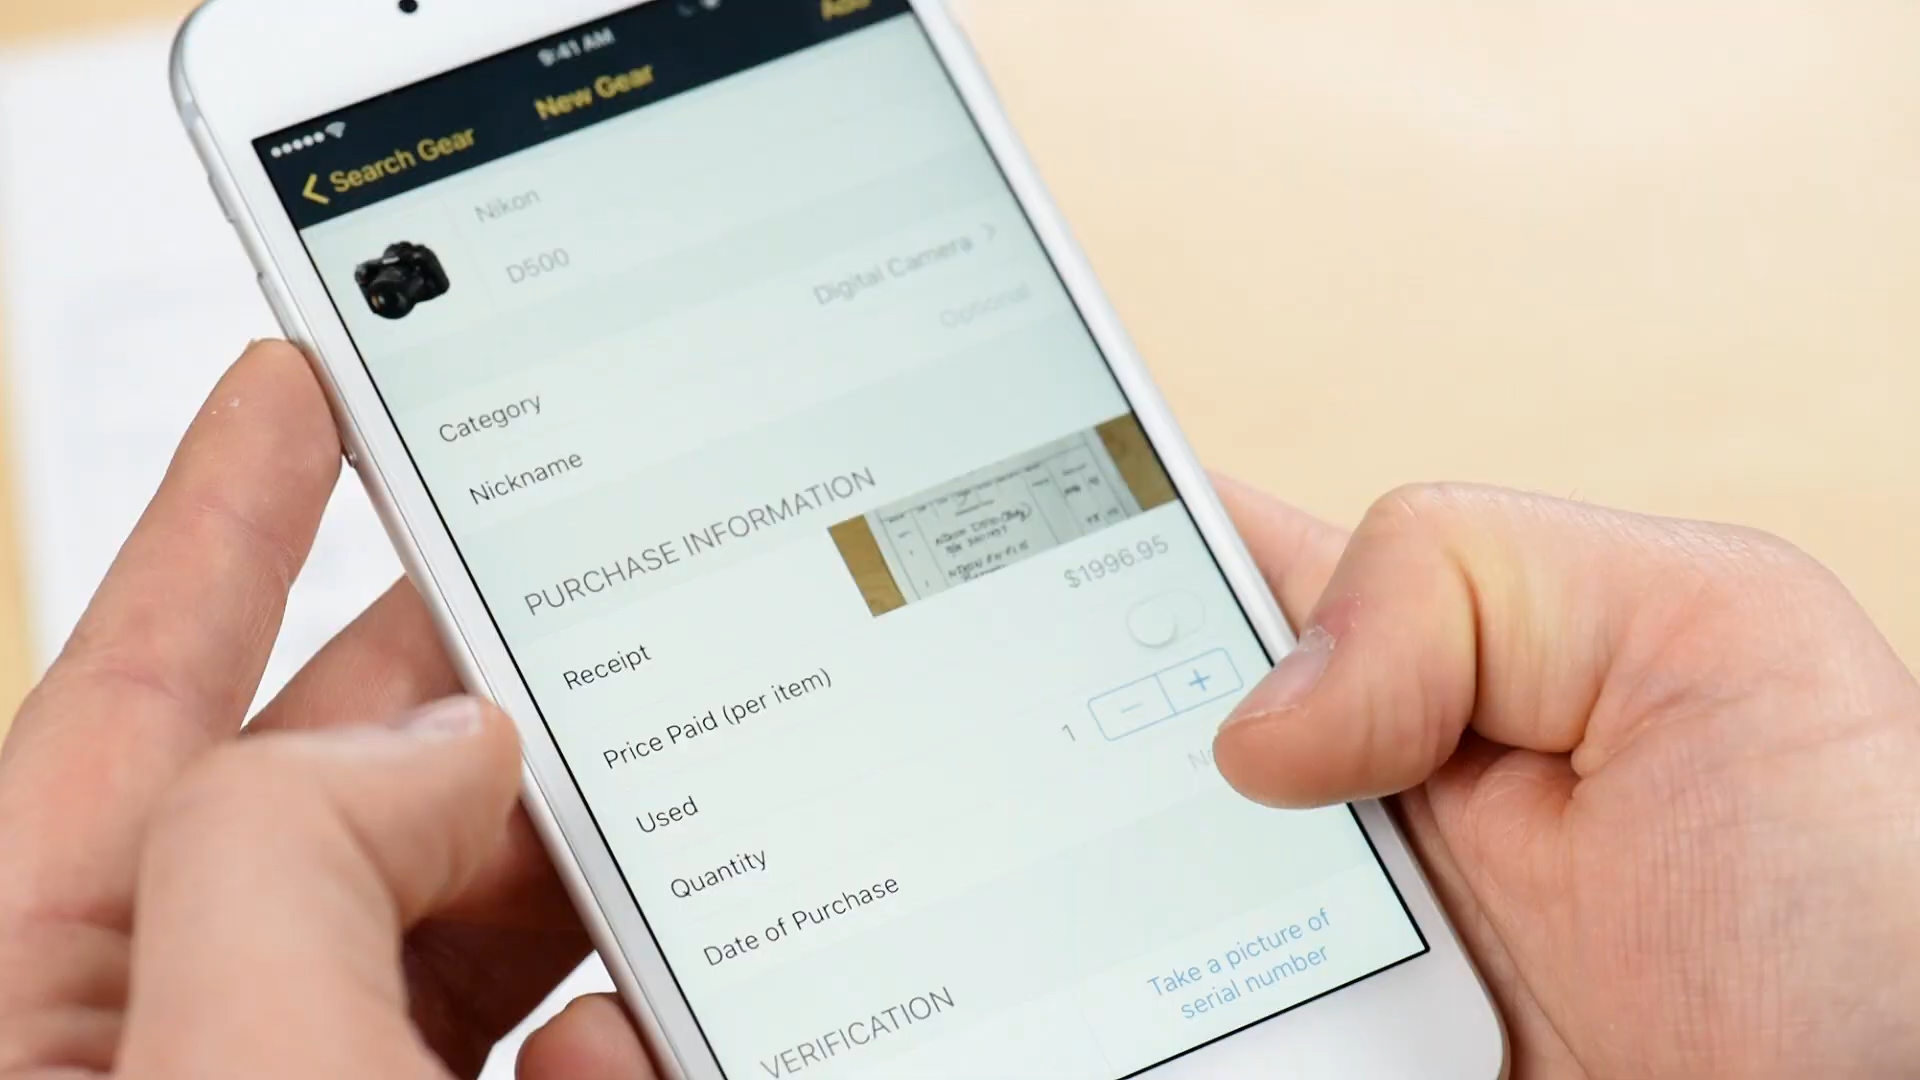 9:41 AM
Search Gear
New Gear
Add
Nikon
D500
Category
Digital Camera
Nickname
Optional
PURCHASE INFORMATION
Receipt
Price Paid (per item)
$1996.95
Used
Quantity
1
Date of Purchase
VERIFICATION
Take a picture of
serial number